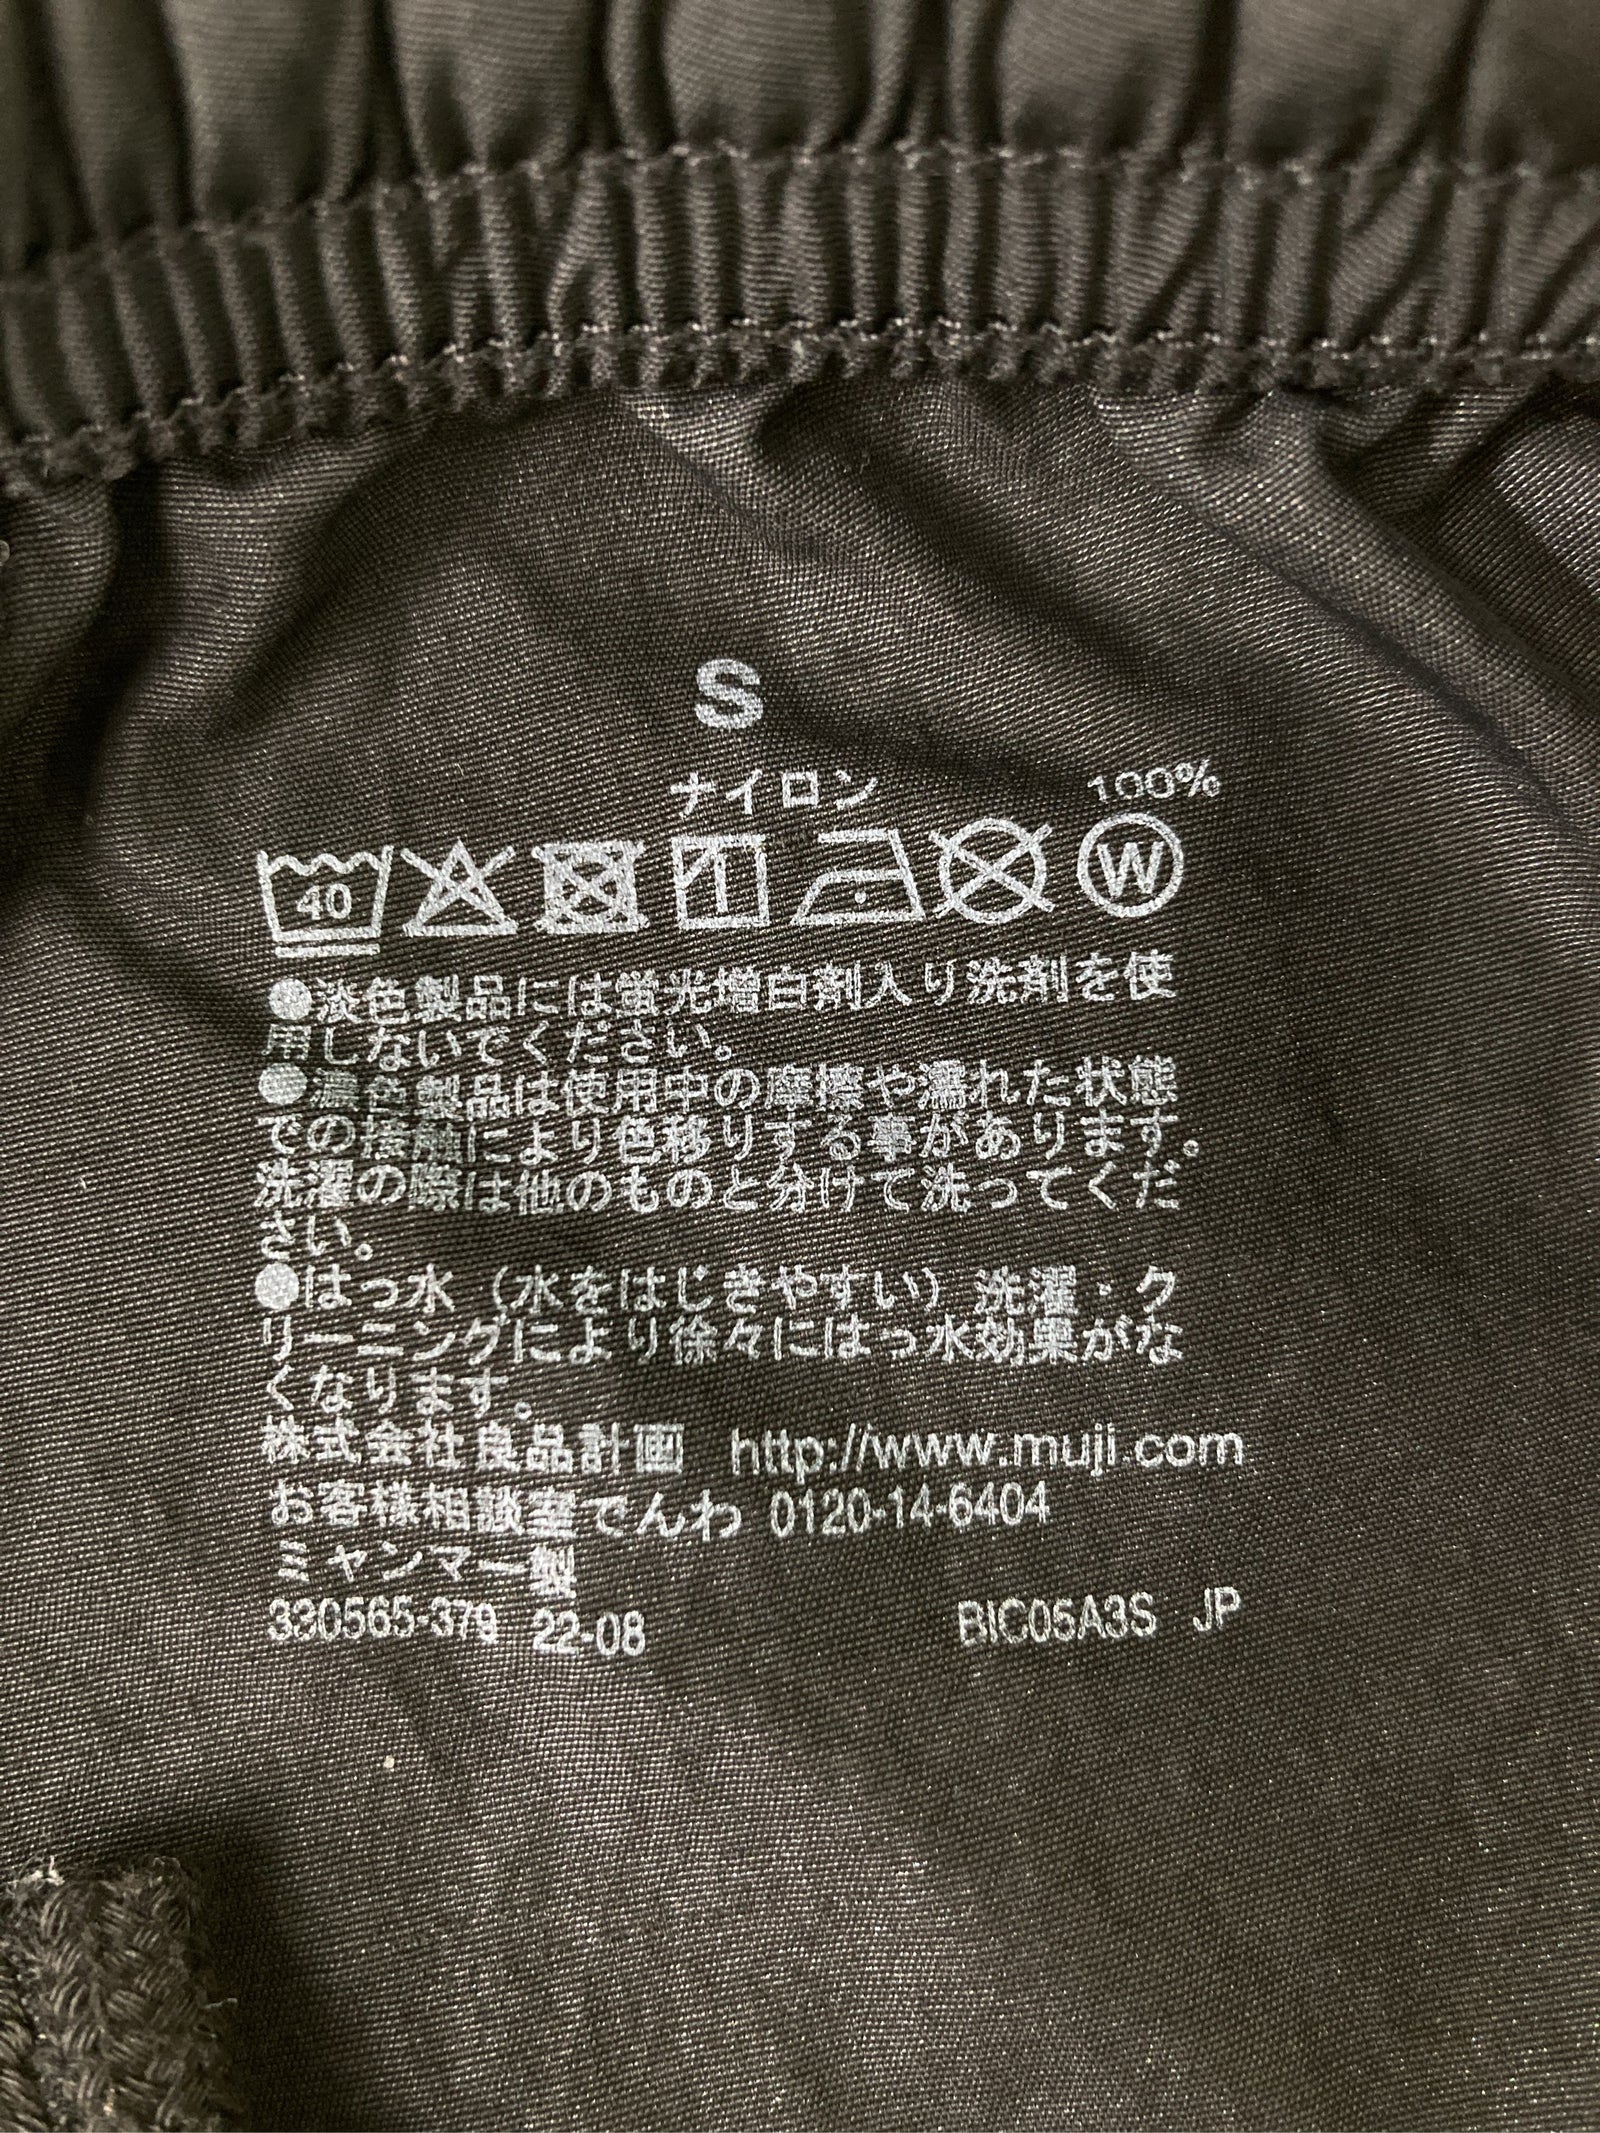 S
ナイロン 100%
40 W
●淡色製品には蛍光増白剤入り洗剤を使
用しないでください。
●濃色製品は使用中の摩擦や濡れた状態
での接触により色移りする事があります。
洗濯の際は他のものと分けて洗ってくだ
さい。
●はっ水(水をはじきやすい)洗濯・ク
リーニングにより徐々にはっ水効果がな
くなります。
株式会社良品計画 http://www.muji.com
お客様相談室でんわ 0120-14-6404
ミャンマー製
330565-379 22-08 BIC05A3S JP